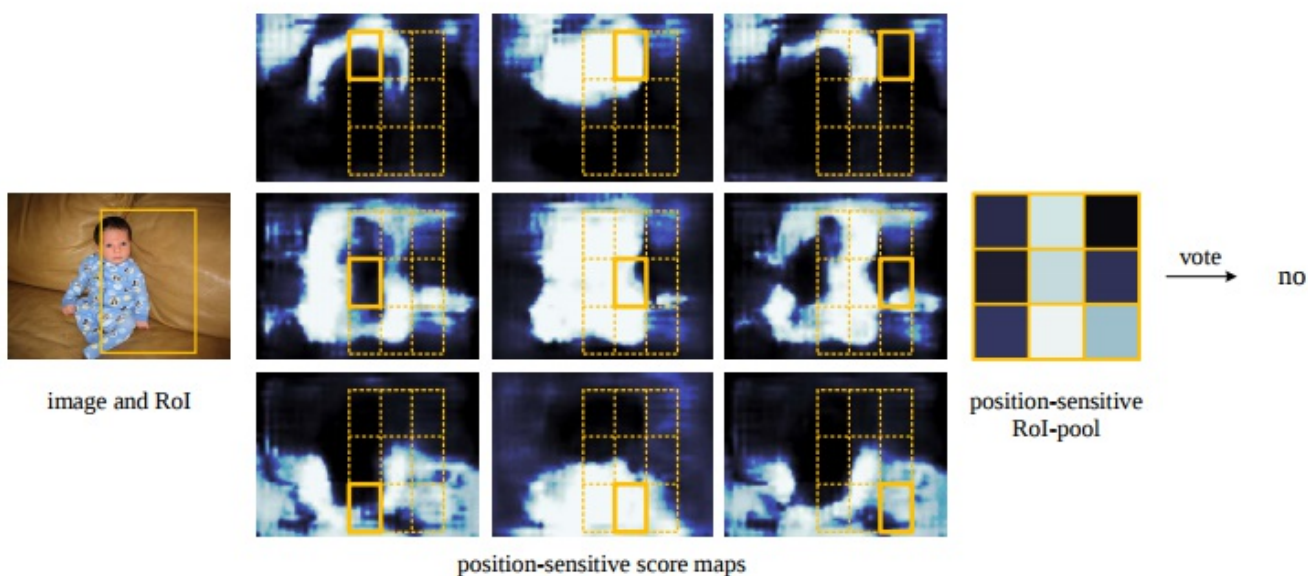 image and RoI
position-sensitive score maps
position-sensitive
RoI-pool
vote
no